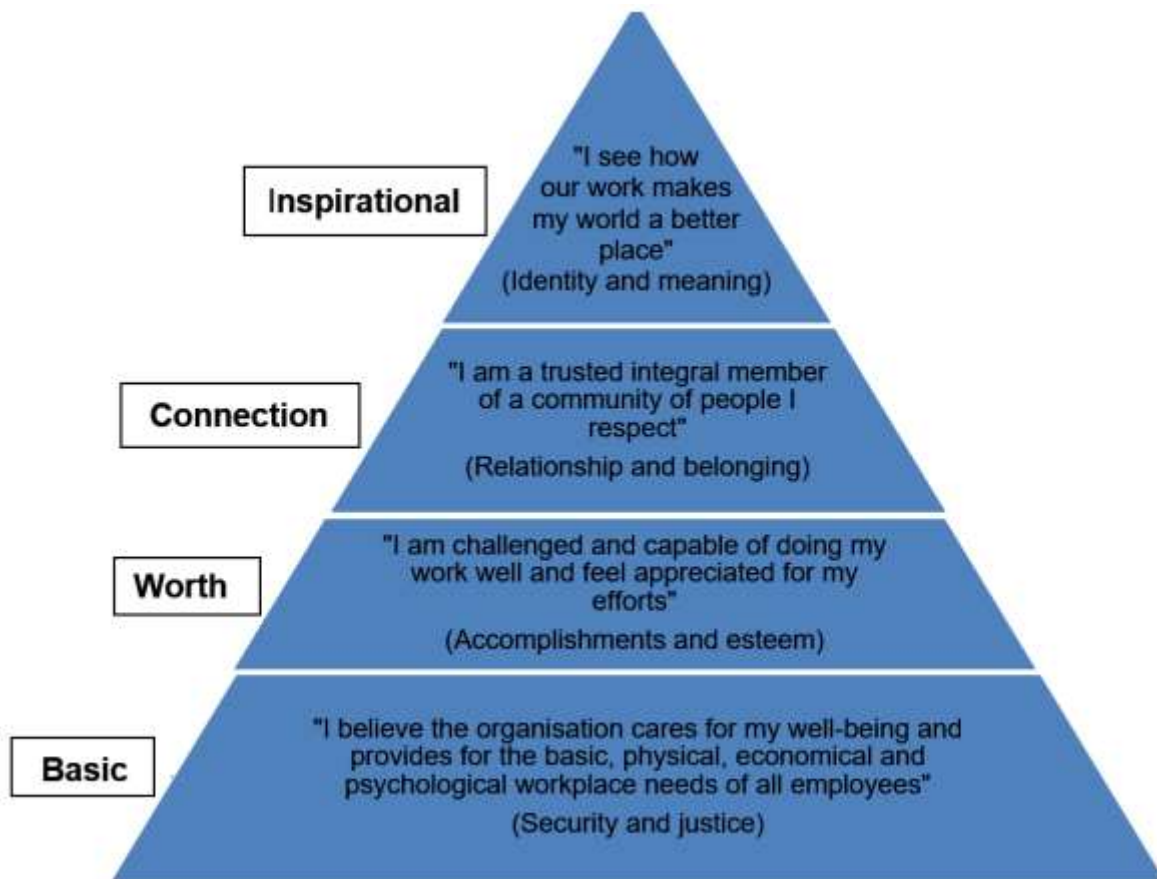 Inspirational
"I see how
our work makes
my world a better
place"
(Identity and meaning)
Connection
"I am a trusted integral member
of a community of people I
respect"
(Relationship and belonging)
Worth
"I am challenged and capable of doing my
work well and feel appreciated for my
efforts"
(Accomplishments and esteem)
Basic
"I believe the organisation cares for my well-being and
provides for the basic, physical, economical and
psychological workplace needs of all employees"
(Security and justice)